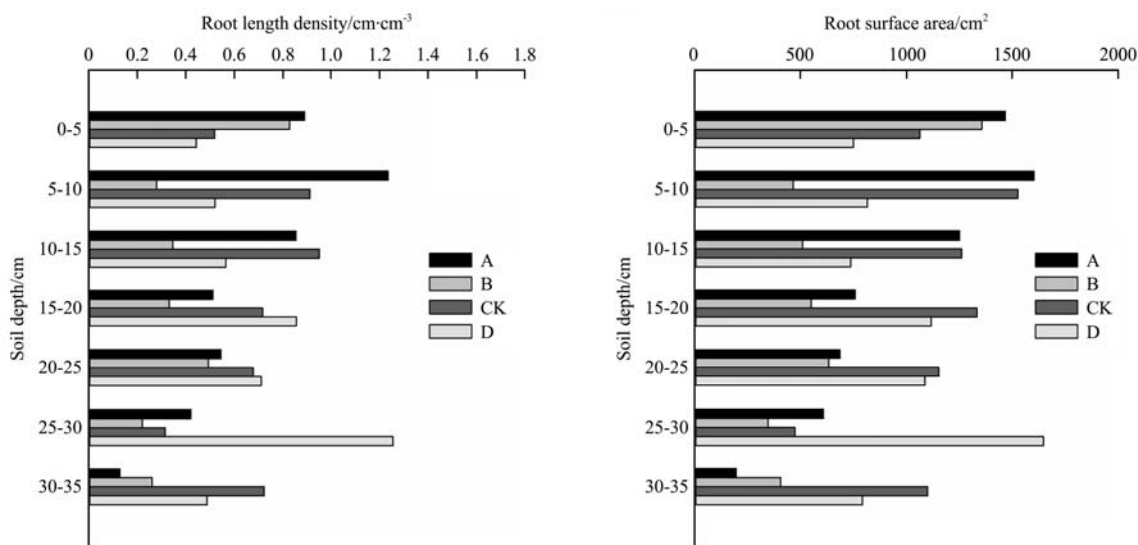 Root length density/cm·cm⁻³
0 0.2 0.4 0.6 0.8 1.0 1.2 1.4 1.6 1.8
Soil depth/cm
0-5
5-10
10-15
15-20
20-25
25-30
30-35
A
B
CK
D
Root surface area/cm²
0 500 1000 1500 2000
Soil depth/cm
0-5
5-10
10-15
15-20
20-25
25-30
30-35
A
B
CK
D